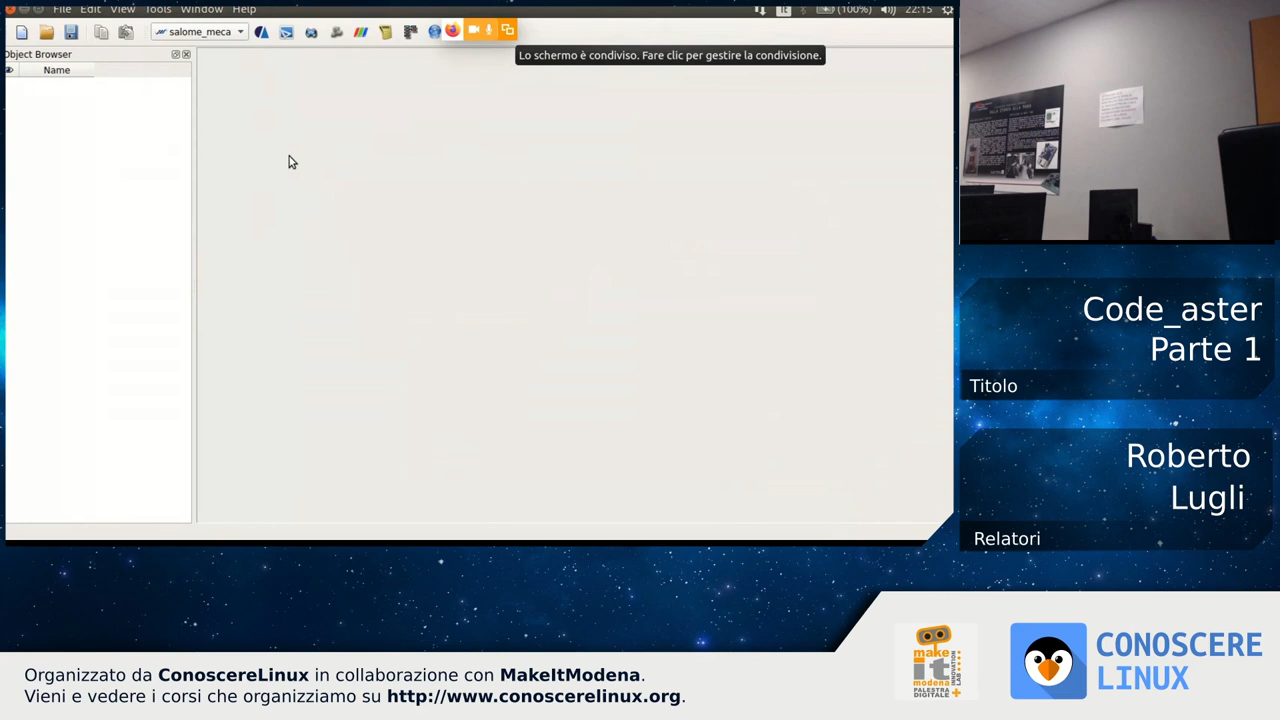 File Edit View Tools Window Help
(100%) 22:15
salome_meca
Lo schermo è condiviso. Fare clic per gestire la condivisione.
Object Browser
Name
Code_aster
Parte 1
Titolo
Roberto
Lugli
Relatori
make
it
modena
PALESTRA
DIGITALE
INNOVATION
LAB
CONOSCERE
LINUX
Organizzato da ConoscereLinux in collaborazione con MakeItModena.
Vieni e vedere i corsi che organizziamo su http://www.conoscerelinux.org.